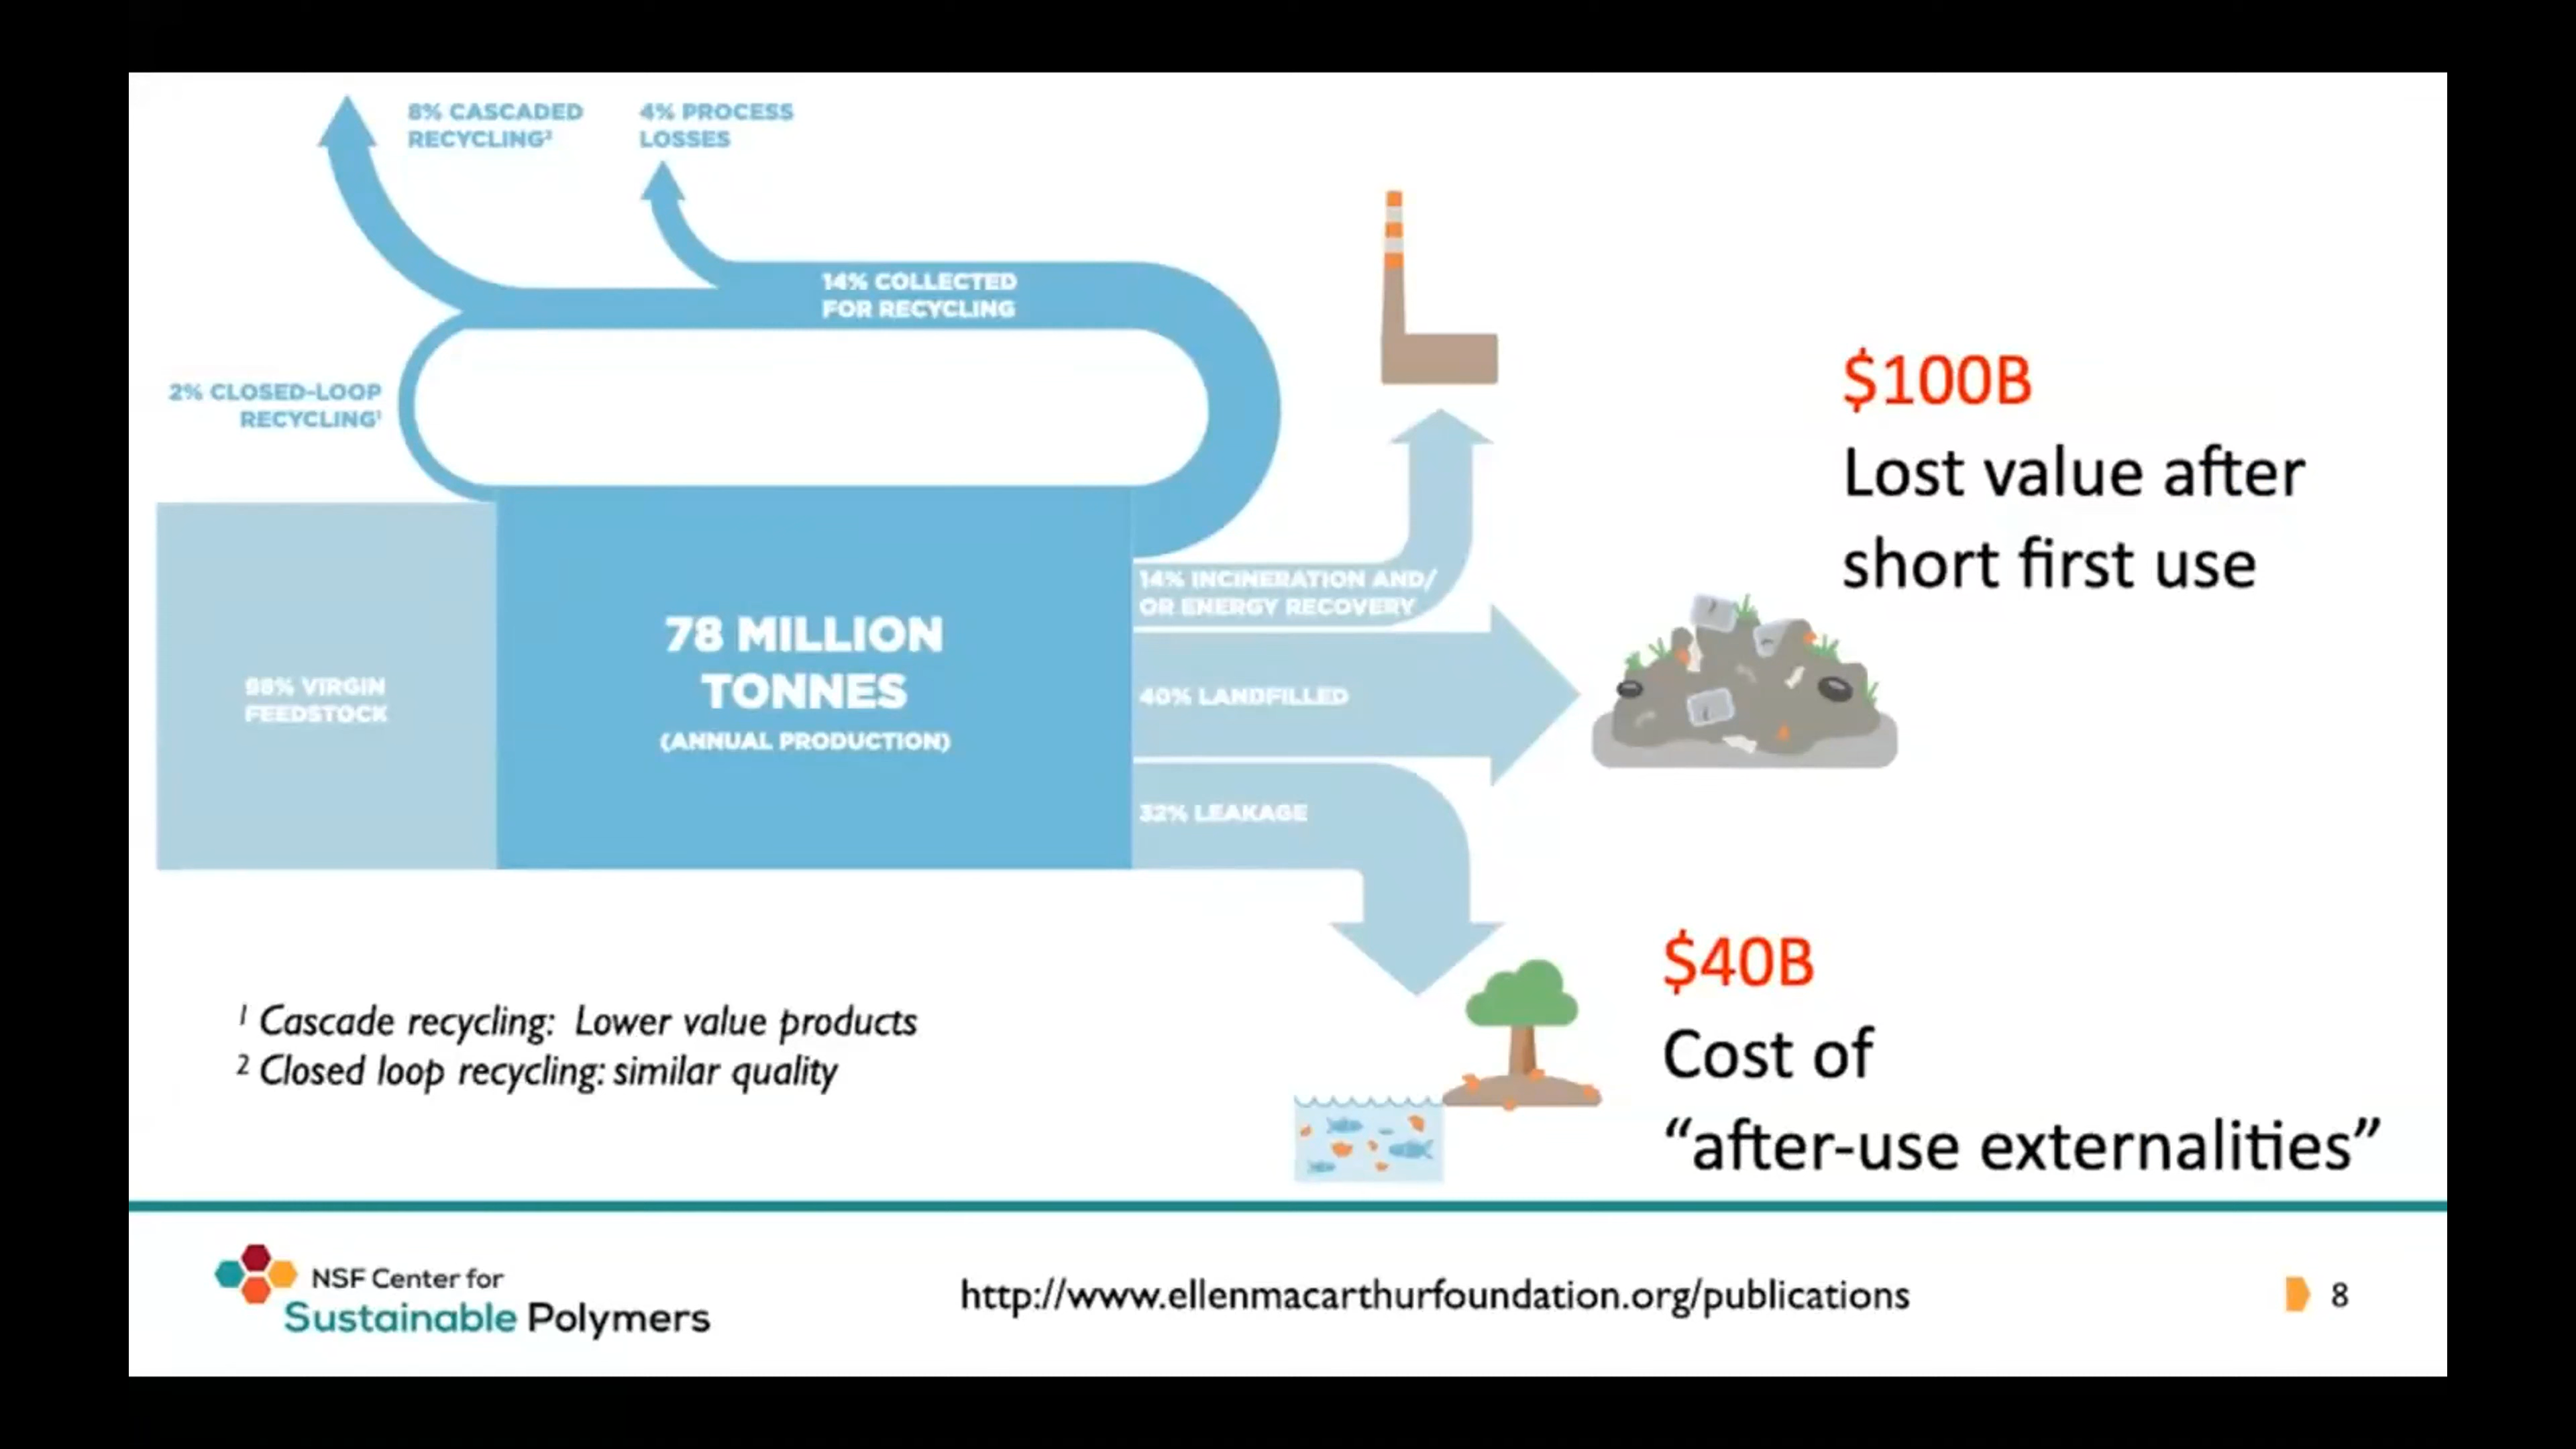 8% CASCADED
RECYCLING²
4% PROCESS
LOSSES
14% COLLECTED
FOR RECYCLING
2% CLOSED-LOOP
RECYCLING¹
$100B
Lost value after
short first use
14% INCINERATION AND/
OR ENERGY RECOVERY
78 MILLION
TONNES
(ANNUAL PRODUCTION)
98% VIRGIN
FEEDSTOCK
40% LANDFILLED
32% LEAKAGE
$40B
Cost of
“after-use externalities”
¹ Cascade recycling: Lower value products
² Closed loop recycling: similar quality
NSF Center for
Sustainable Polymers
http://www.ellenmacarthurfoundation.org/publications
8